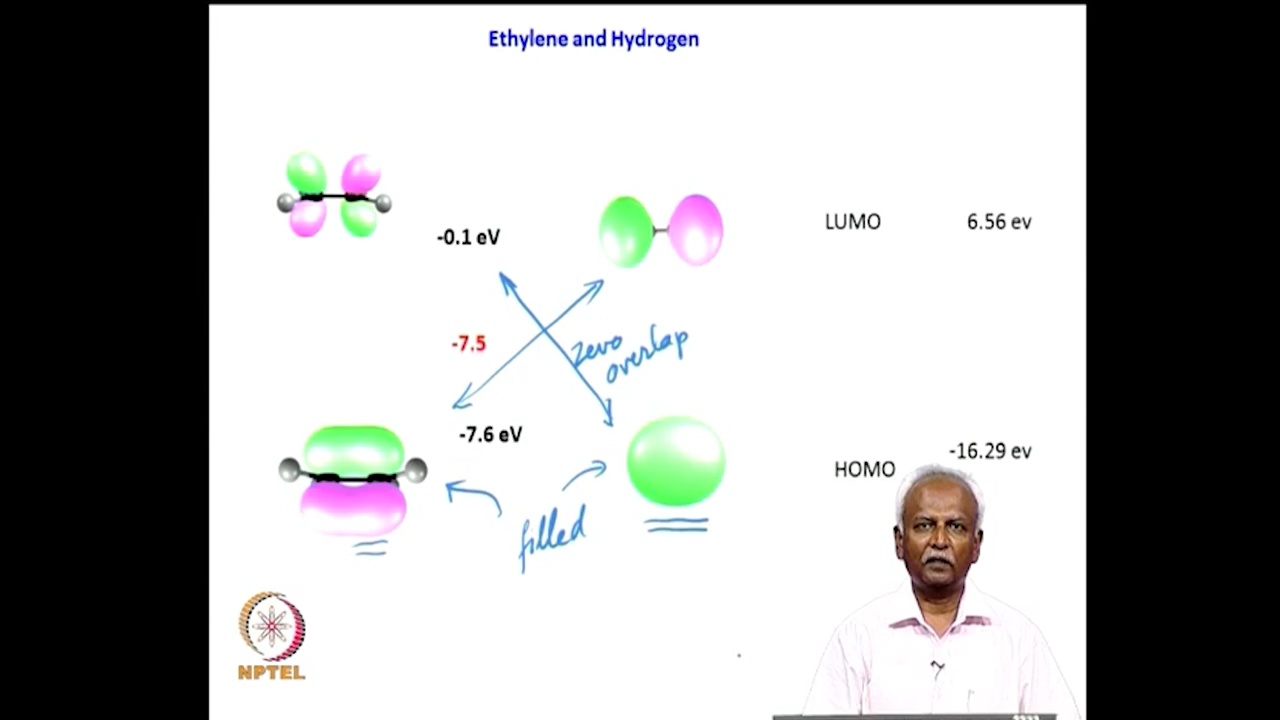 Ethylene and Hydrogen
-0.1 eV
LUMO 6.56 ev
-7.5
zero
overlap
-7.6 eV
HOMO -16.29 ev
filled
NPTEL